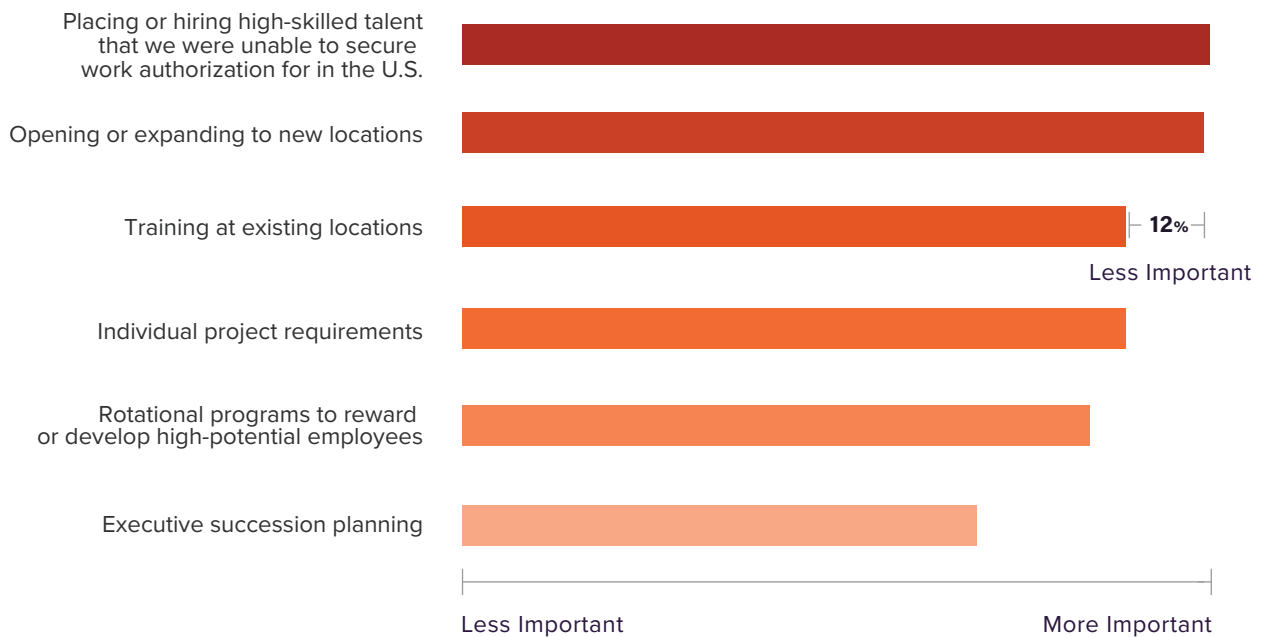 Placing or hiring high-skilled talent
that we were unable to secure
work authorization for in the U.S.
Opening or expanding to new locations
Training at existing locations
12%
Less Important
Individual project requirements
Rotational programs to reward
or develop high-potential employees
Executive succession planning
Less Important
More Important